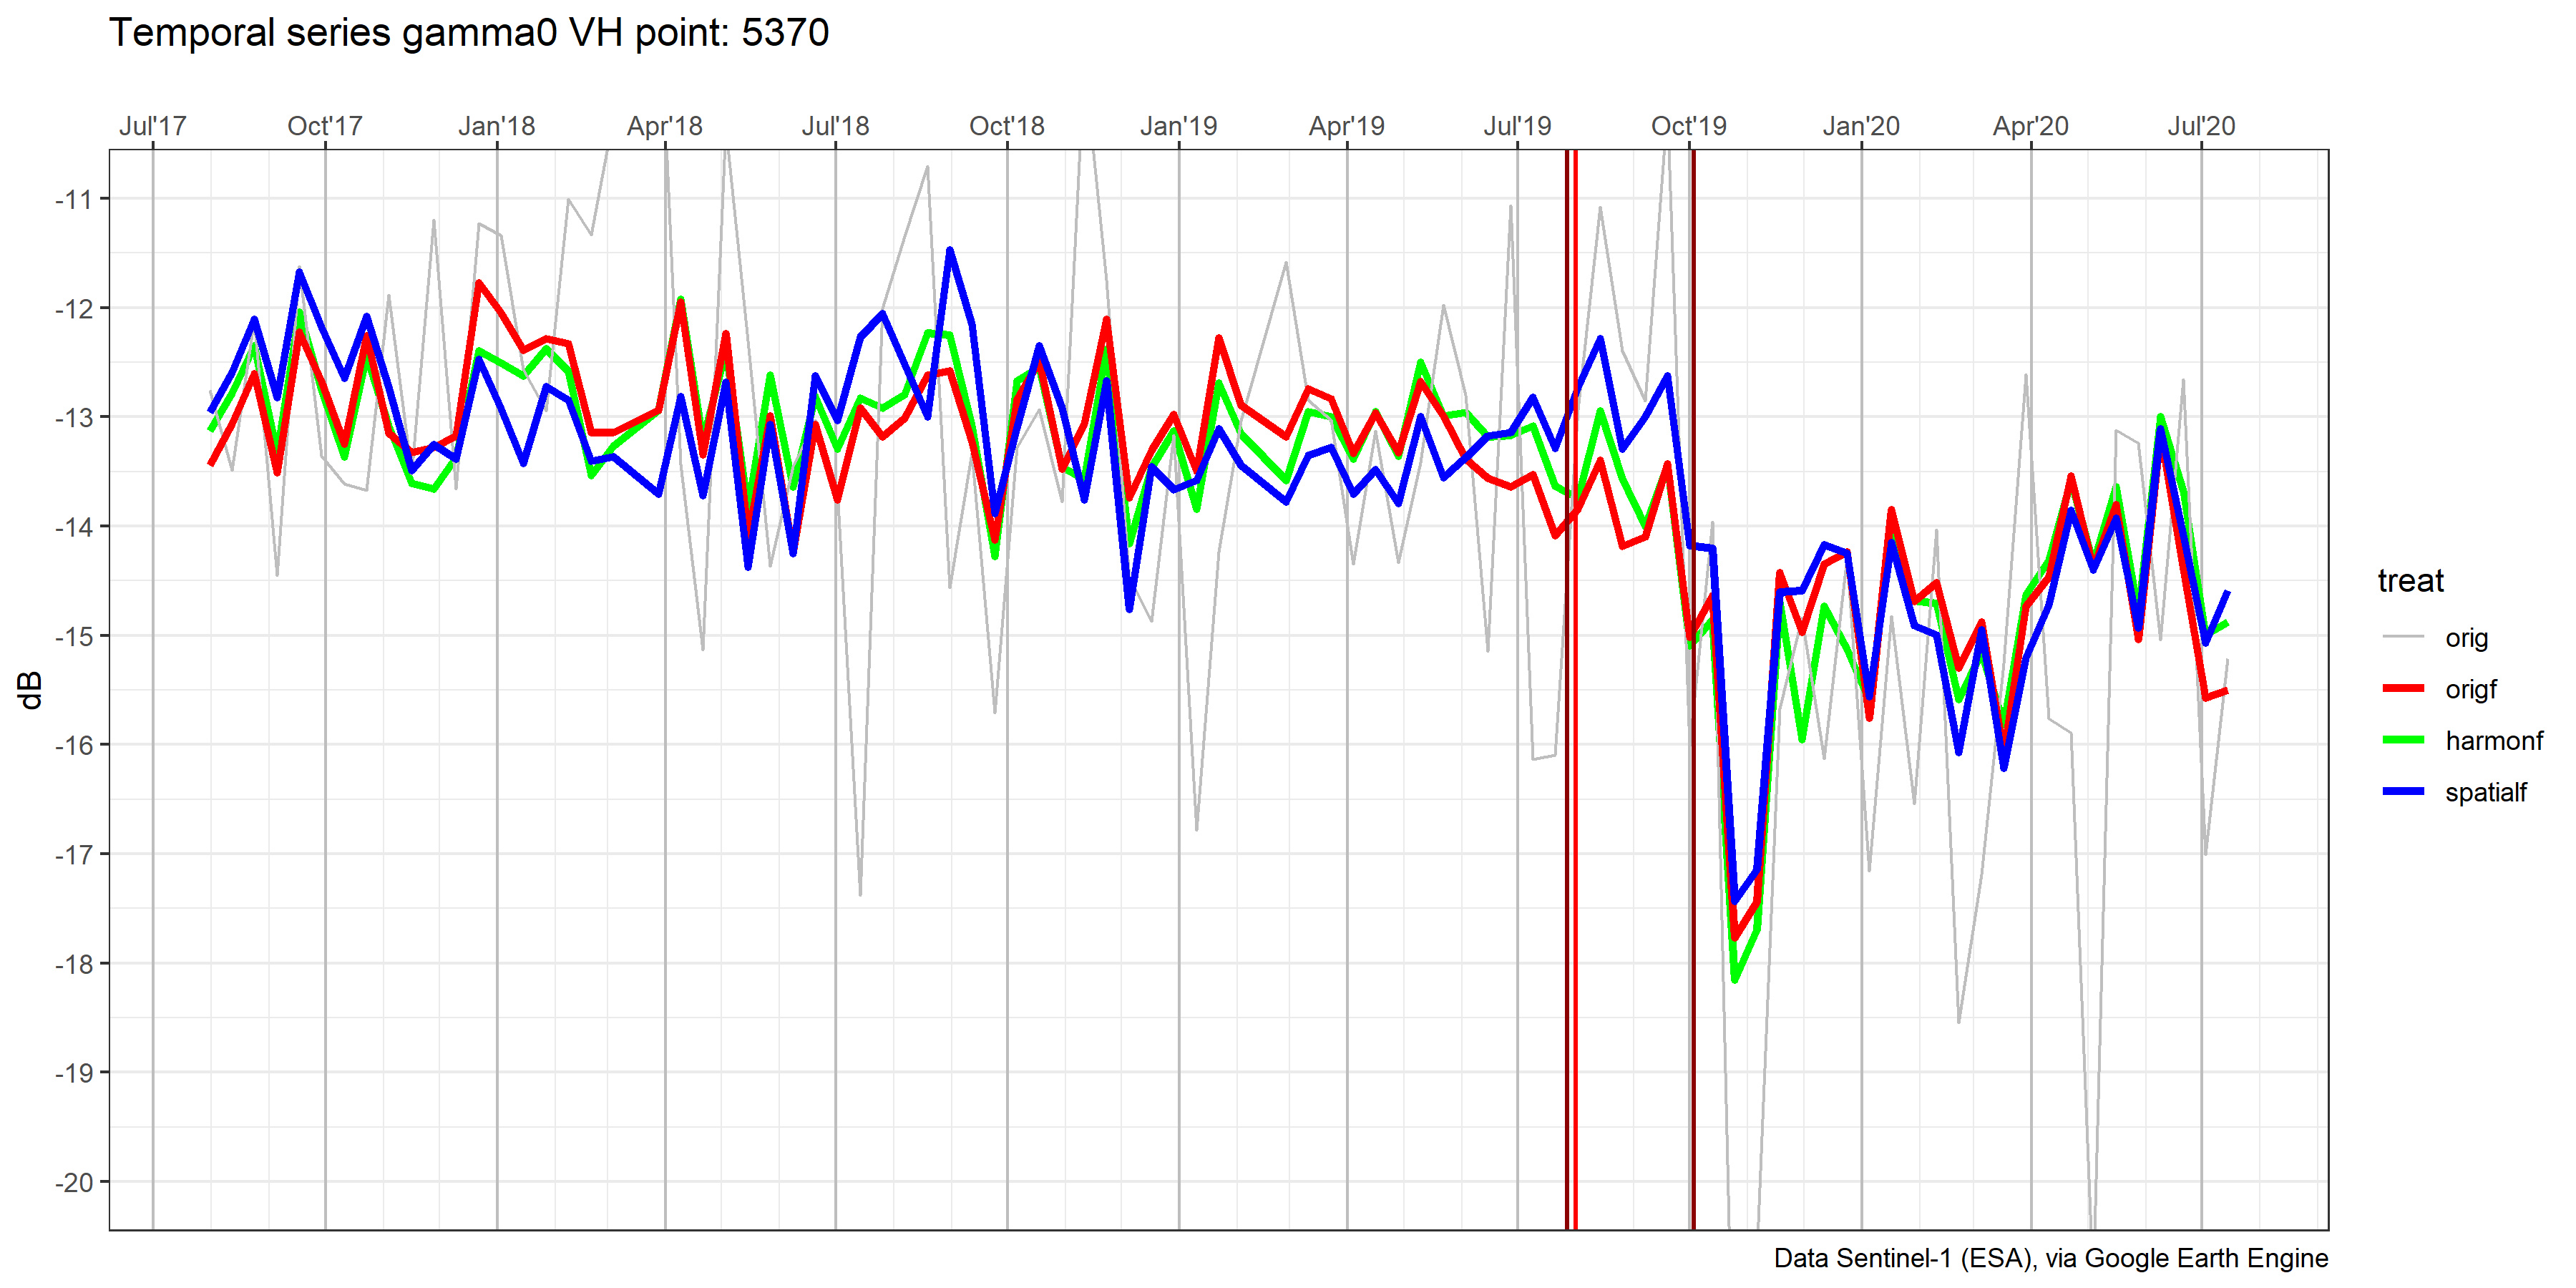 Temporal series gamma0 VH point: 5370
Jul'17 Oct'17 Jan'18 Apr'18 Jul'18 Oct'18 Jan'19 Apr'19 Jul'19 Oct'19 Jan'20 Apr'20 Jul'20
-11
-12
-13
-14
-15
-16
-17
-18
-19
-20
dB
treat
orig
origf
harmonf
spatialf
Data Sentinel-1 (ESA), via Google Earth Engine